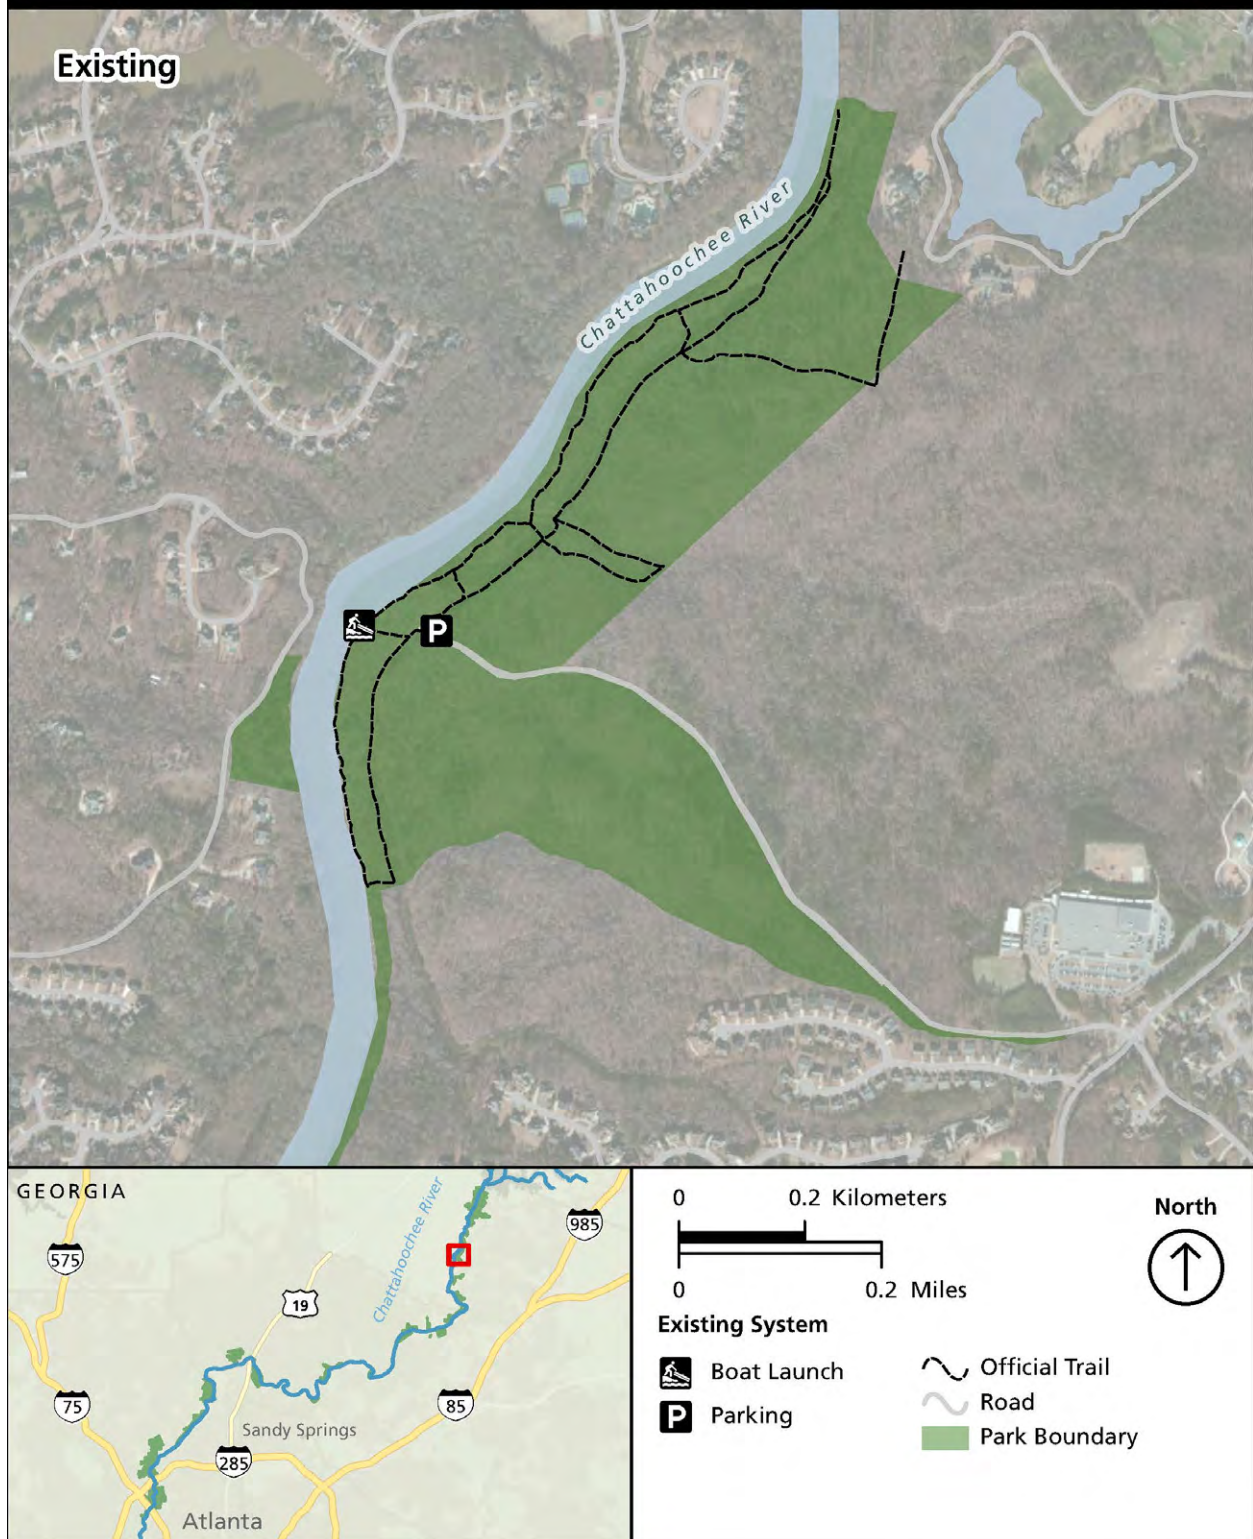 Existing
Chattahoochee River
P
GEORGIA
575
19
Chattahoochee River
985
75
Sandy Springs
85
285
Atlanta
0 0.2 Kilometers
0 0.2 Miles
North
Existing System
Boat Launch
P Parking
Official Trail
Road
Park Boundary